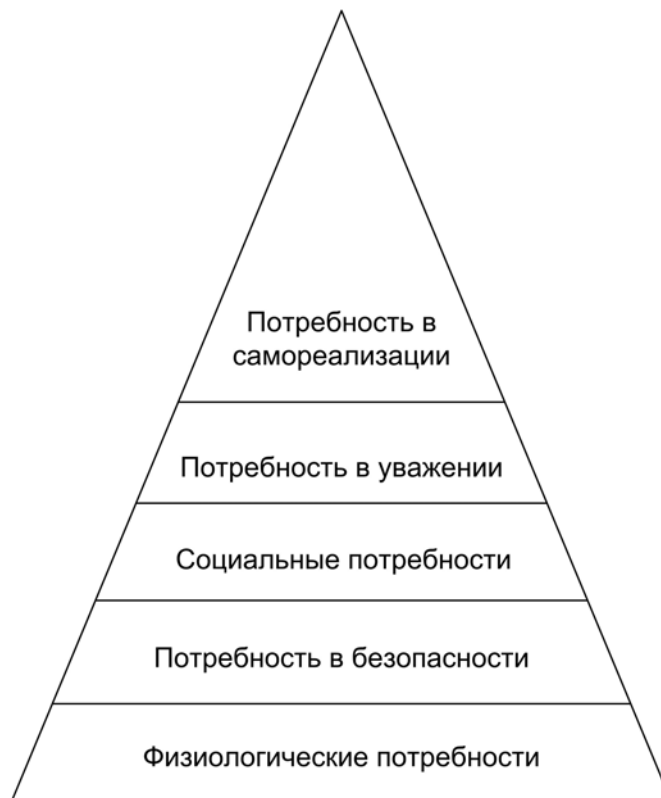 Потребность в
самореализации
Потребность в уважении
Социальные потребности
Потребность в безопасности
Физиологические потребности